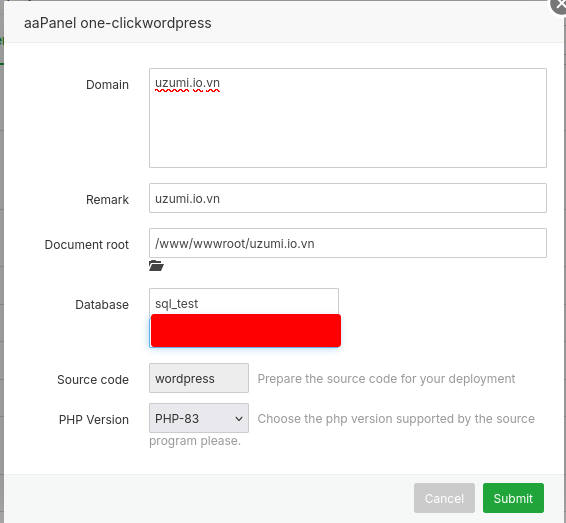 aaPanel one-clickwordpress
Domain
uzumi.io.vn
Remark
uzumi.io.vn
Document root
/www/wwwroot/uzumi.io.vn
Database
sql_test
Source code
wordpress
Prepare the source code for your deployment
PHP Version
PHP-83
Choose the php version supported by the source
program please.
Cancel
Submit